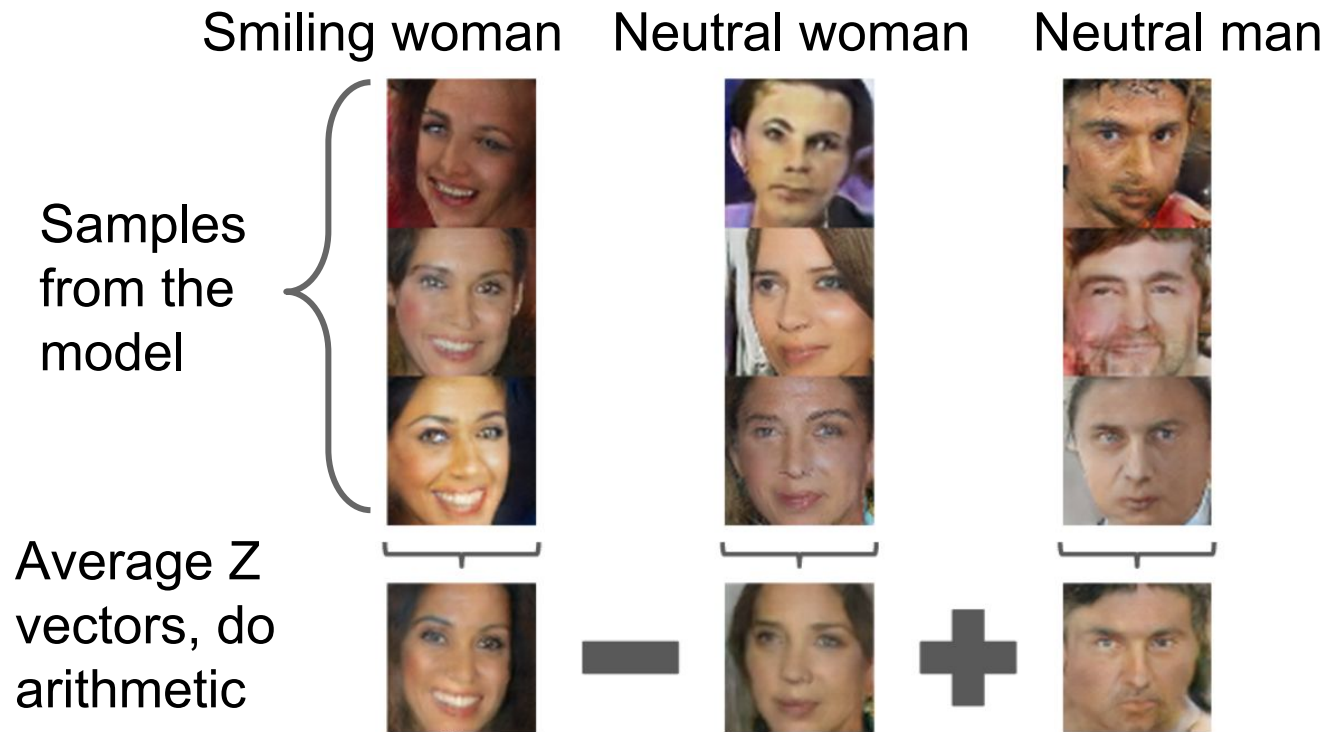 Smiling woman Neutral woman Neutral man
Samples
from the
model
Average Z
vectors, do
arithmetic